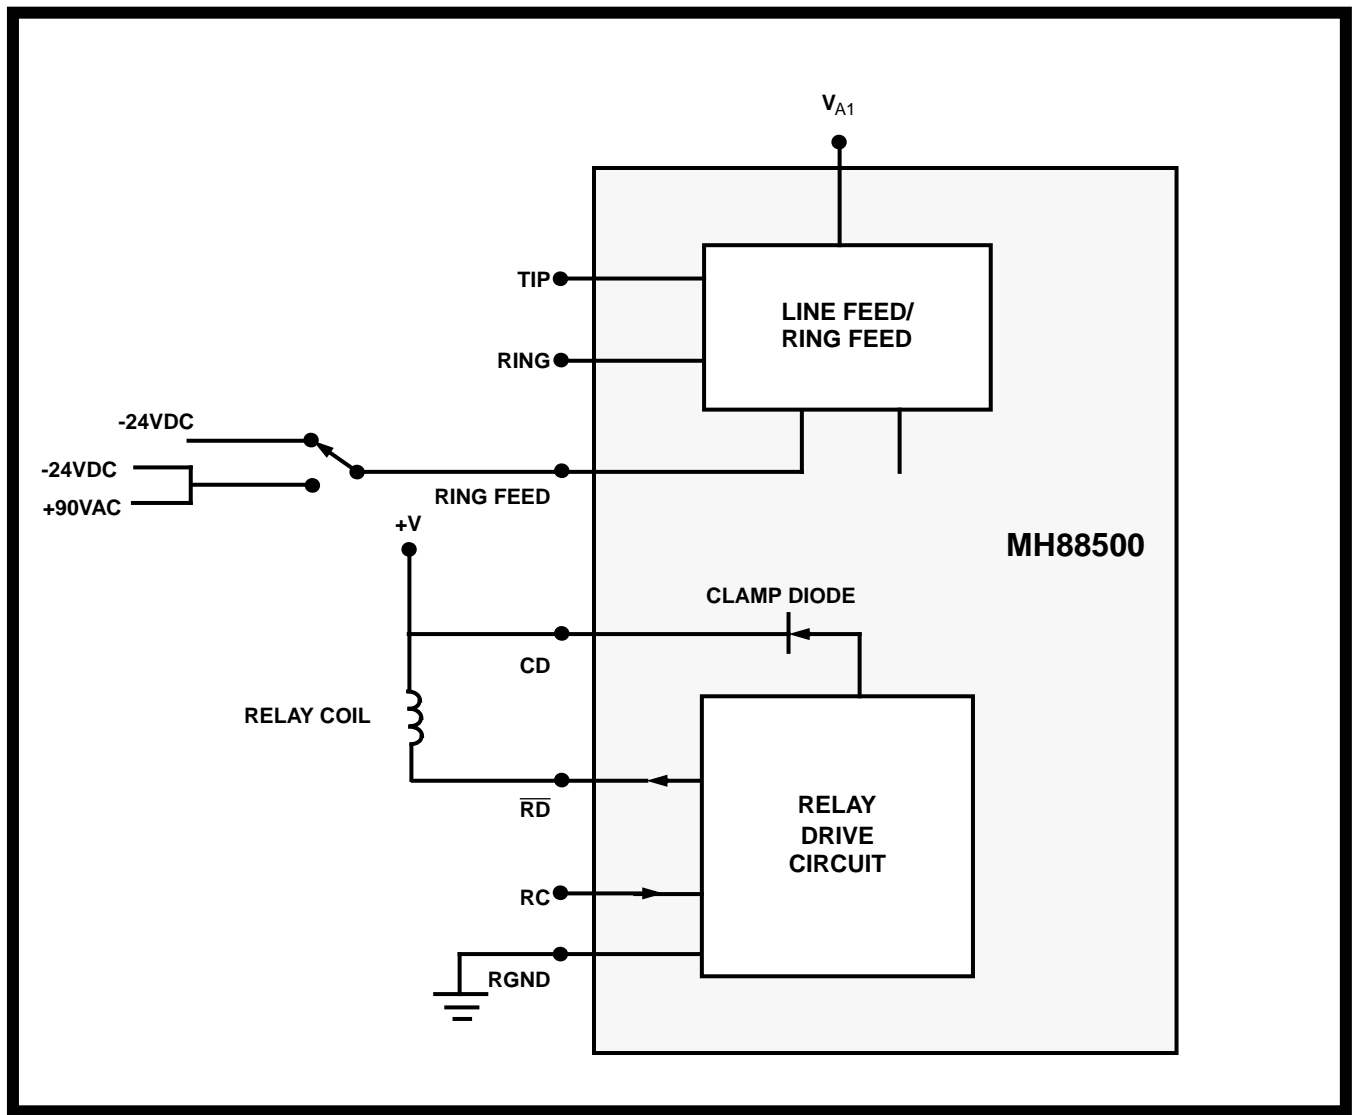 VA1
TIP
LINE FEED/
RING FEED
RING
-24VDC
-24VDC
+90VAC
RING FEED
+V
MH88500
CLAMP DIODE
CD
RELAY COIL
RD
RELAY
DRIVE
CIRCUIT
RC
RGND